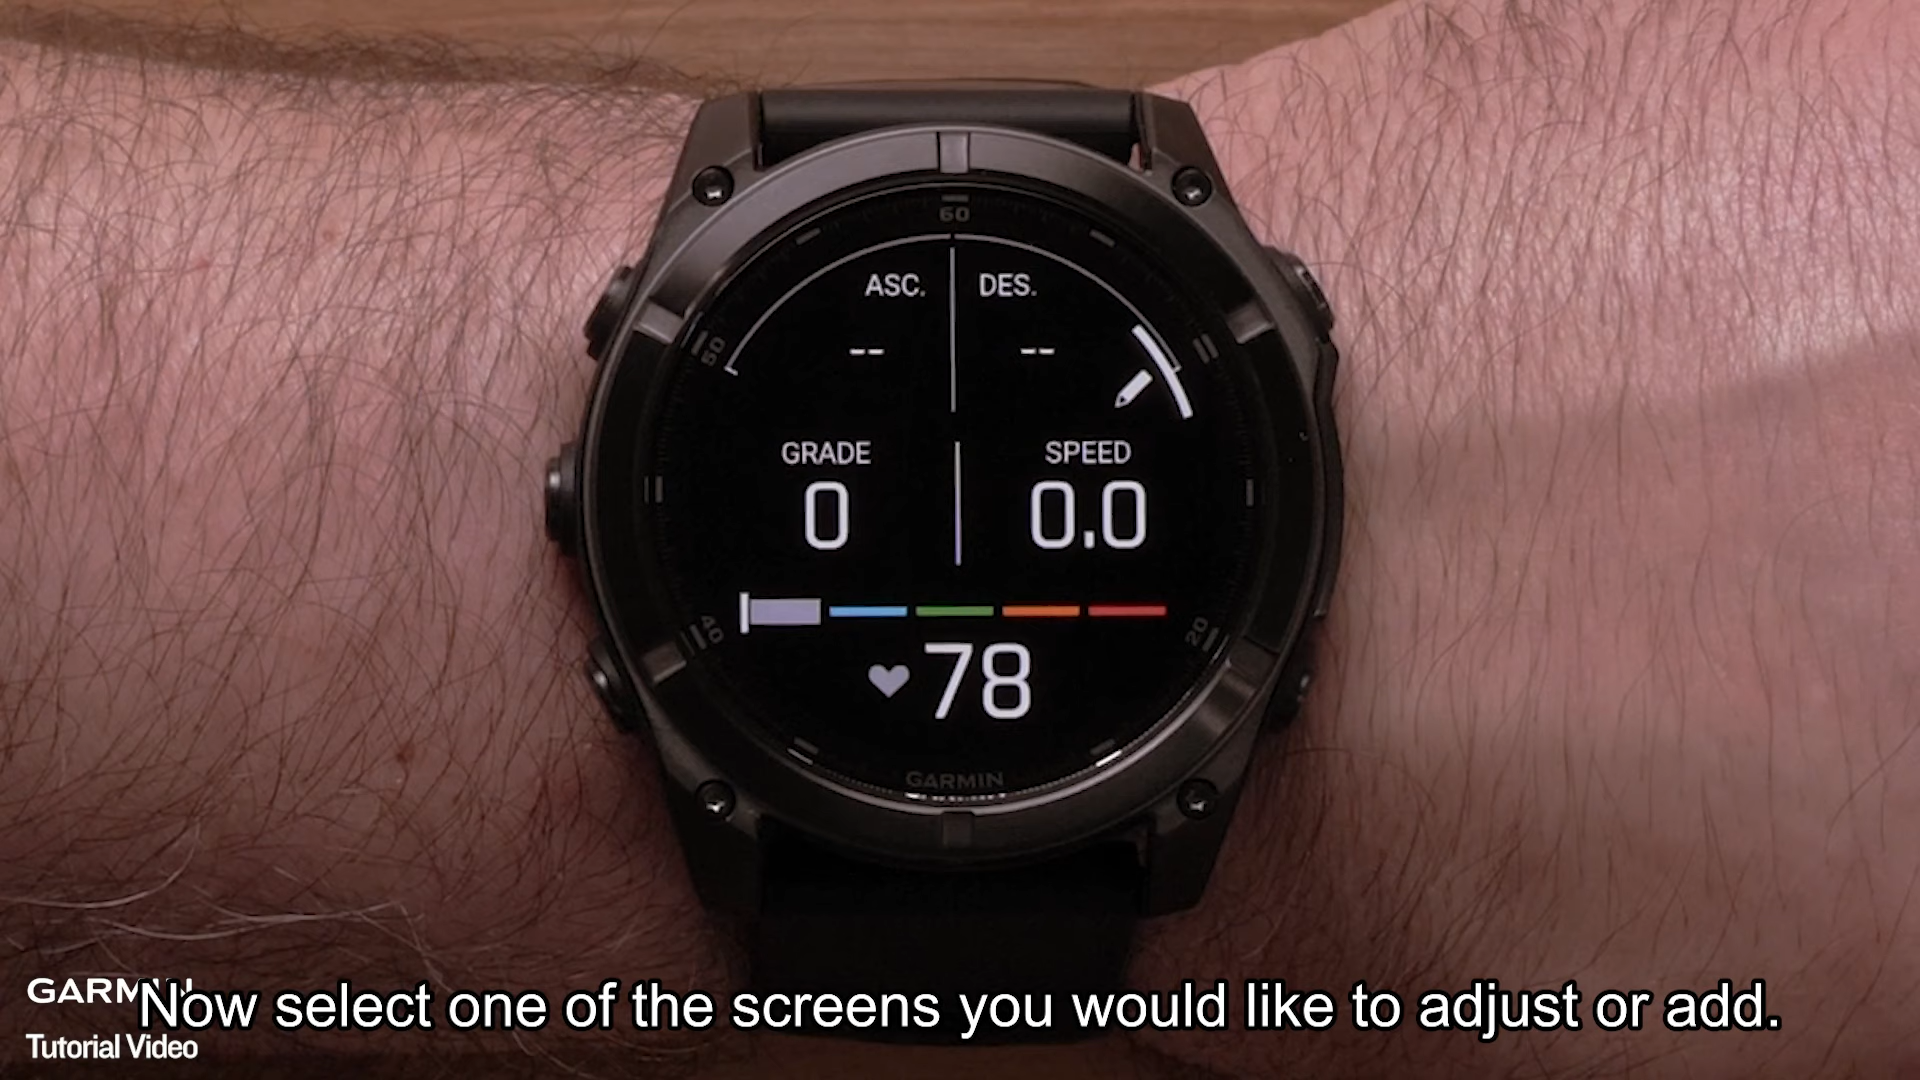 60
ASC. DES.
50
-- --
GRADE SPEED
0 0.0
40 20
78
GARMIN
GARMIN
Now select one of the screens you would like to adjust or add.
Tutorial Video